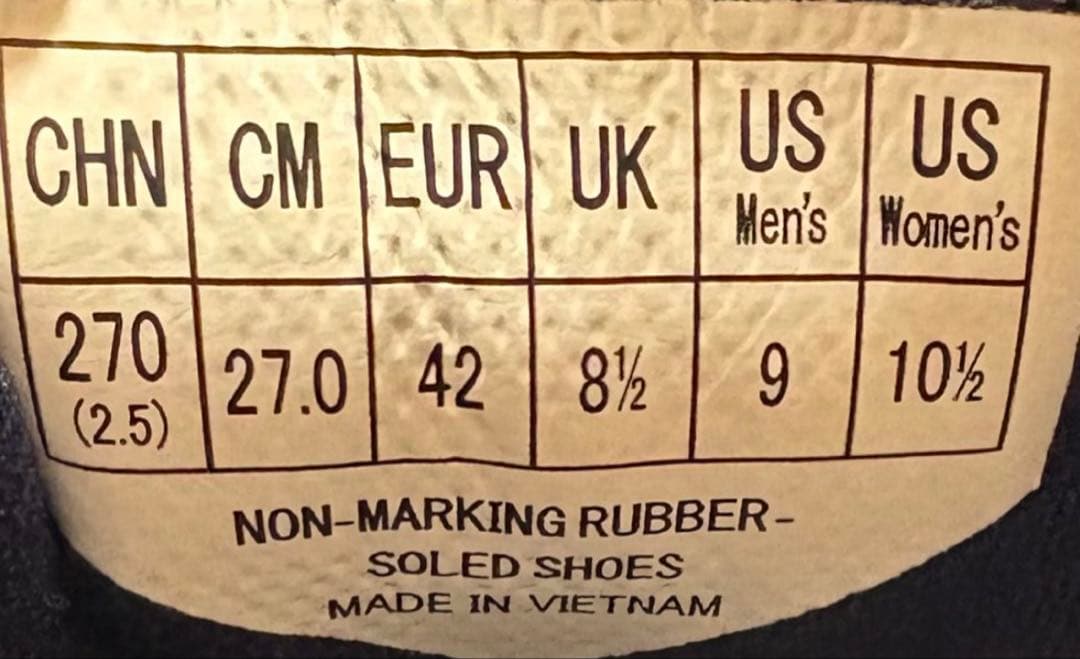 CHN CM EUR UK US Men's US Women's
270 (2.5) 27.0 42 8½ 9 10½
NON-MARKING RUBBER-
SOLED SHOES
MADE IN VIETNAM